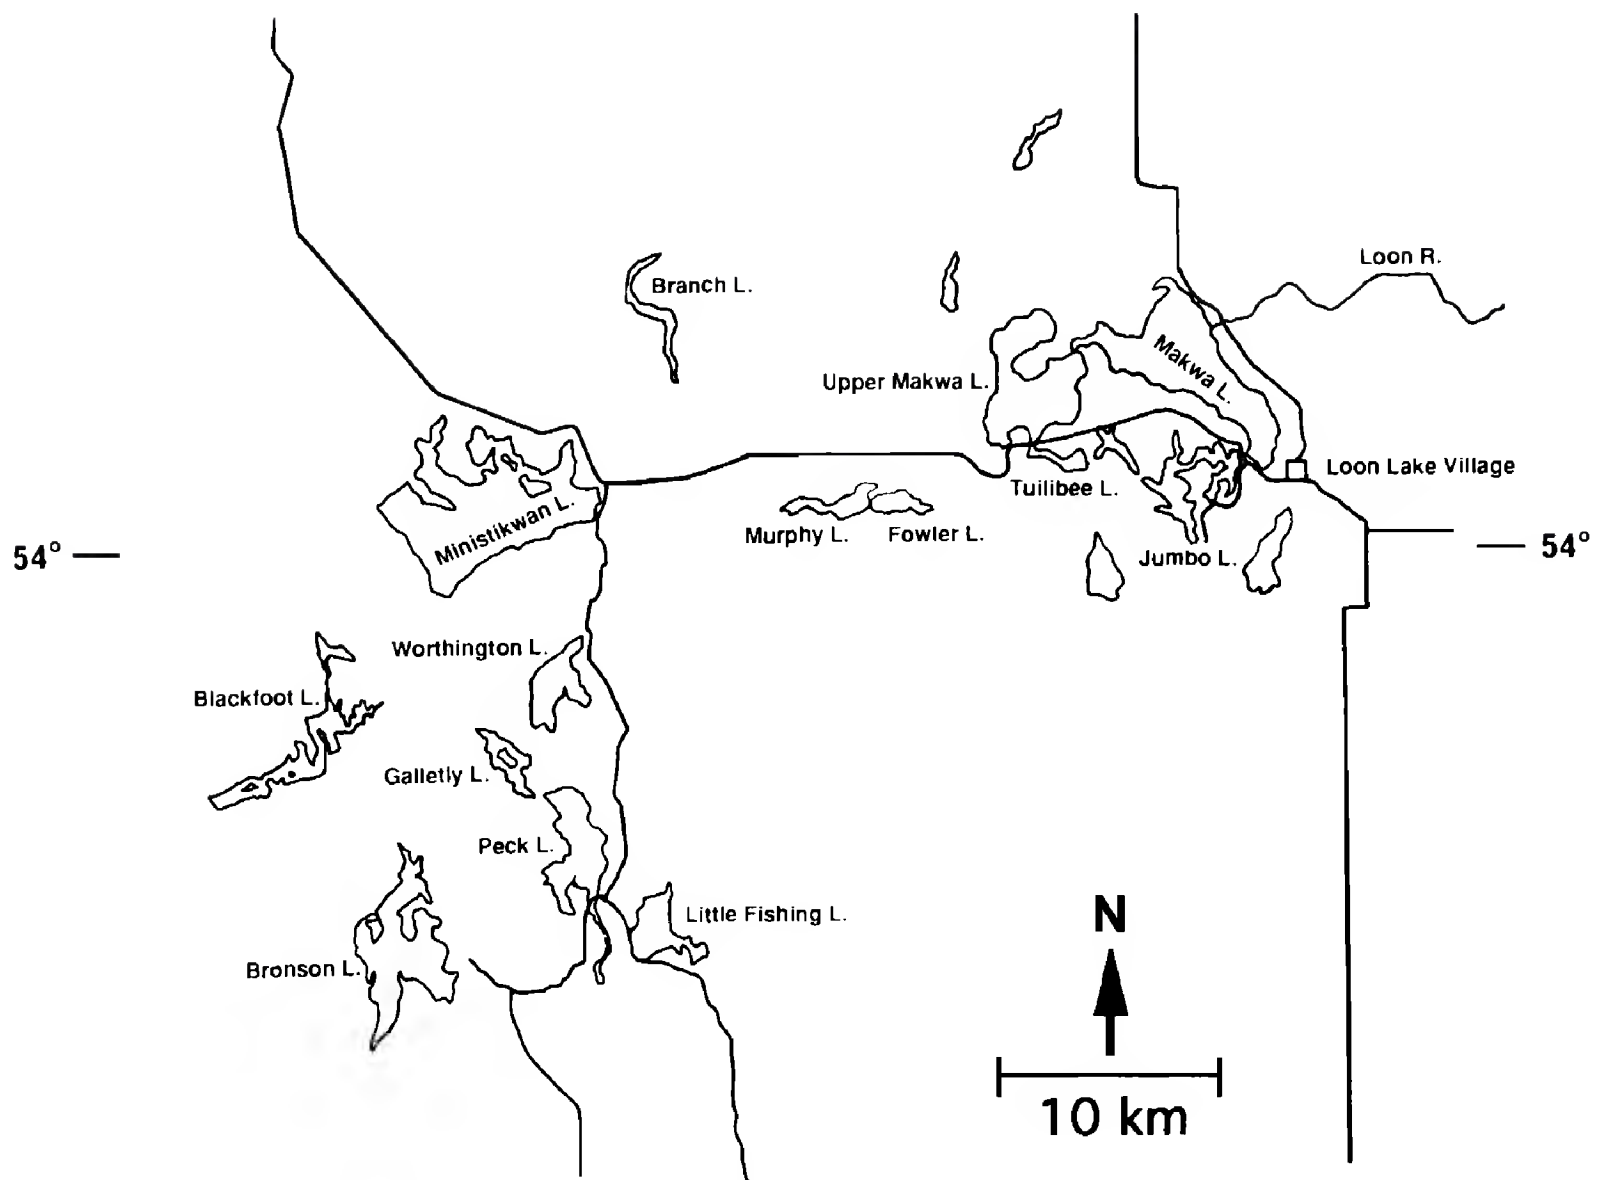 Loon R.
Branch L.
Makwa L.
Upper Makwa L.
Loon Lake Village
Tuilibee L.
Ministikwan L.
Murphy L.
Fowler L.
54°
54°
Jumbo L.
Worthington L.
Blackfoot L.
Galletly L.
Peck L.
Little Fishing L.
N
Bronson L.
10 km